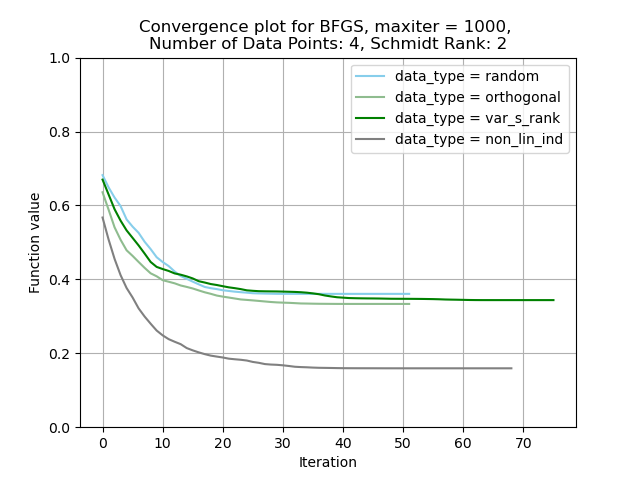 Convergence plot for BFGS, maxiter = 1000,
Number of Data Points: 4, Schmidt Rank: 2
data_type = random
data_type = orthogonal
data_type = var_s_rank
data_type = non_lin_ind
Function value
1.0
0.8
0.6
0.4
0.2
0.0
0 10 20 30 40 50 60 70
Iteration